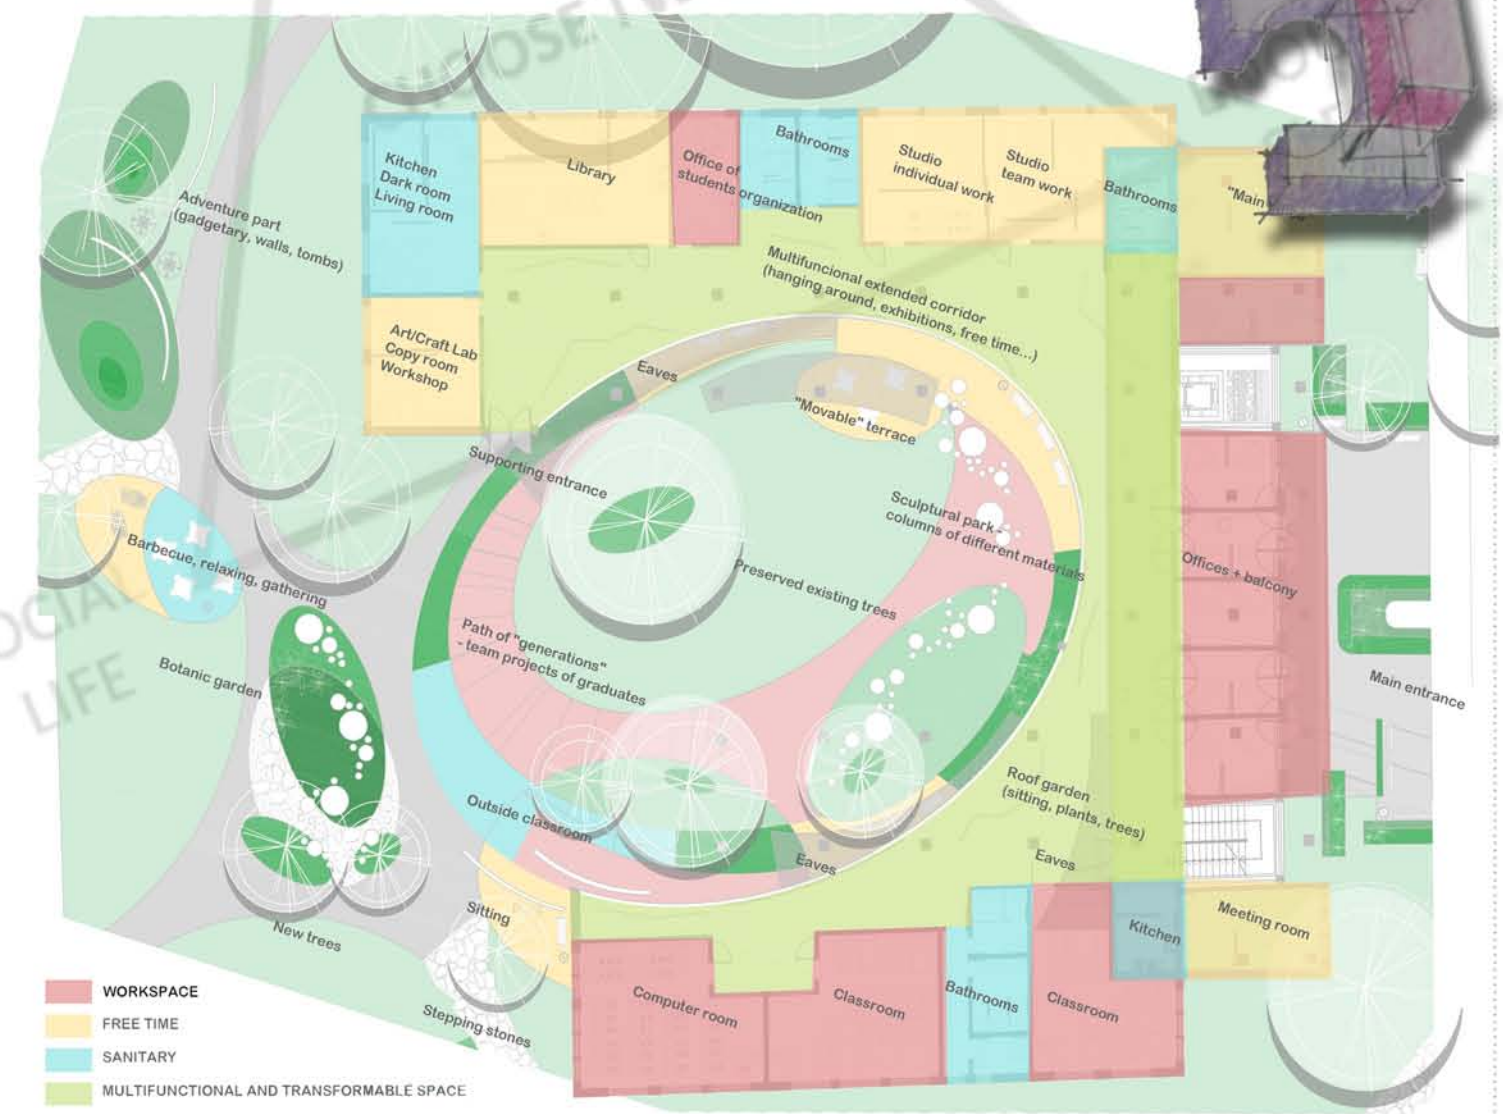 Kitchen
Dark room
Living room
Library
Office of
students organization
Bathrooms
Studio
individual work
Studio
team work
Bathrooms
"Main
Adventure part
(gadgetary, walls, tombs)
Multifuncional extended corridor
(hanging around, exhibitions, free time...)
Art/Craft Lab
Copy room
Workshop
Eaves
"Movable" terrace
Supporting entrance
Sculptural park -
columns of different materials
Barbecue, relaxing, gathering
Preserved existing trees
Offices + balcony
Path of "generations"
- team projects of graduates
Botanic garden
Main entrance
SOCIAL
LIFE
Outside classroom
Roof garden
(sitting, plants, trees)
Eaves
Eaves
Sitting
New trees
Kitchen
Meeting room
Computer room
Classroom
Bathrooms
Classroom
Stepping stones
WORKSPACE
FREE TIME
SANITARY
MULTIFUNCTIONAL AND TRANSFORMABLE SPACE